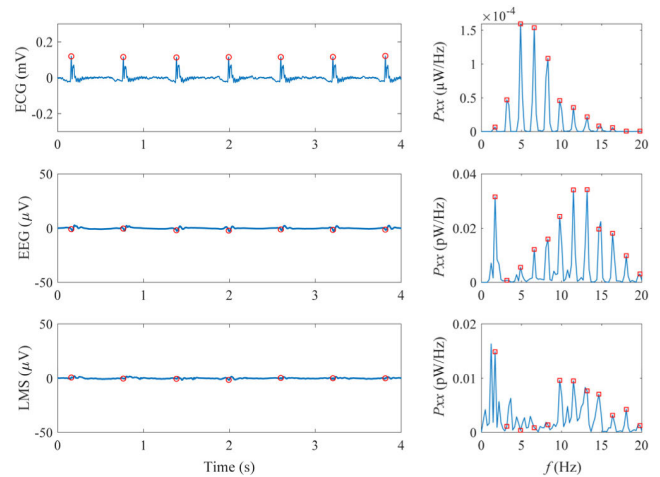 ECG (mV)
0.2
0
-0.2
0 1 2 3 4
×10⁻⁴
Pxx (μW/Hz)
1.5
1
0.5
0
0 5 10 15 20
EEG (μV)
50
0
-50
0 1 2 3 4
Pxx (pW/Hz)
0.04
0.02
0
0 5 10 15 20
LMS (μV)
50
0
-50
0 1 2 3 4
Time (s)
Pxx (pW/Hz)
0.02
0.01
0
0 5 10 15 20
f (Hz)